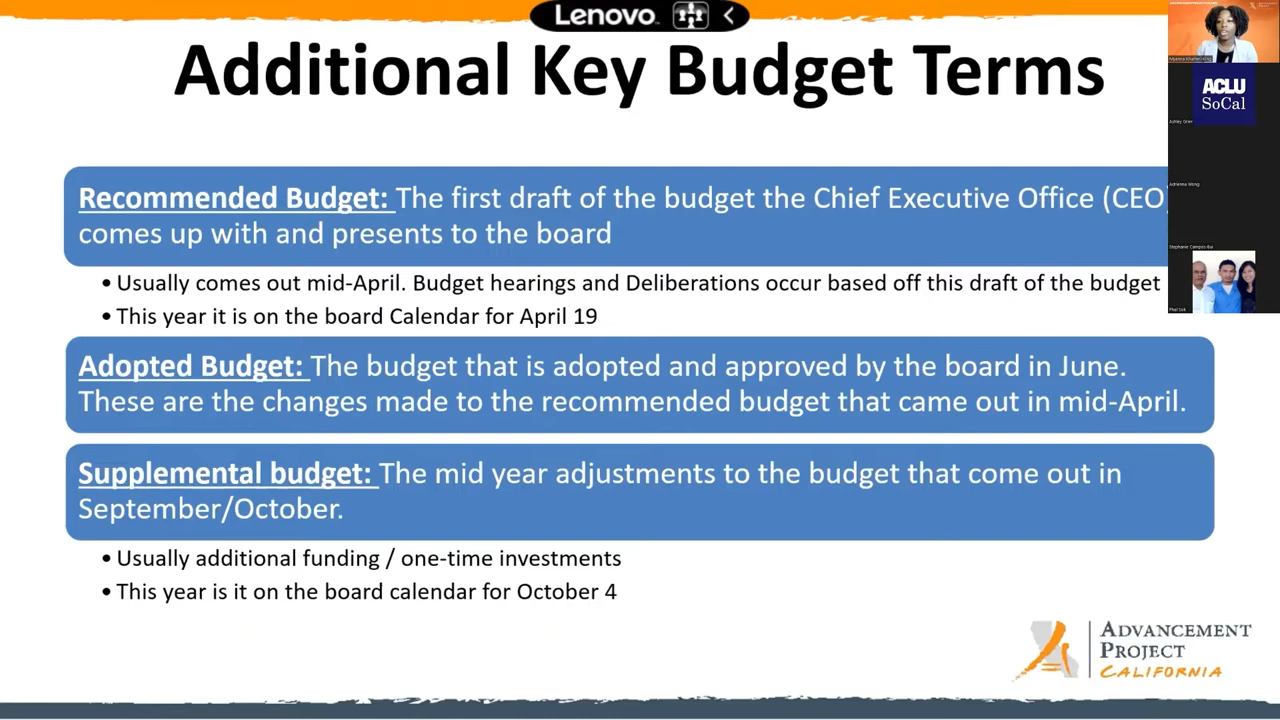 Lenovo
Additional Key Budget Terms
ACLU
SoCal
Adrienna Wong
Recommended Budget: The first draft of the budget the Chief Executive Office (CEO)
comes up with and presents to the board
• Usually comes out mid-April. Budget hearings and Deliberations occur based off this draft of the budget
• This year it is on the board Calendar for April 19
Adopted Budget: The budget that is adopted and approved by the board in June.
These are the changes made to the recommended budget that came out in mid-April.
Supplemental budget: The mid year adjustments to the budget that come out in
September/October.
• Usually additional funding / one-time investments
• This year is it on the board calendar for October 4
ADVANCEMENT
PROJECT
CALIFORNIA